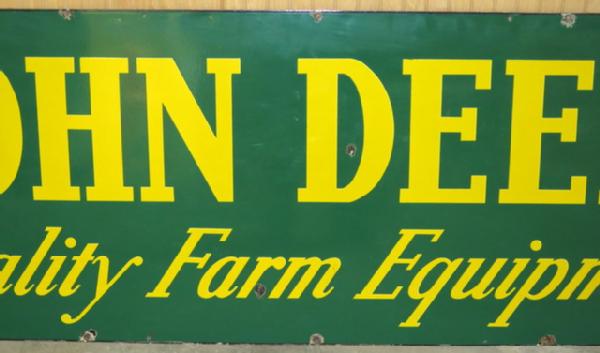 OHN DEE
ality Farm Equipm